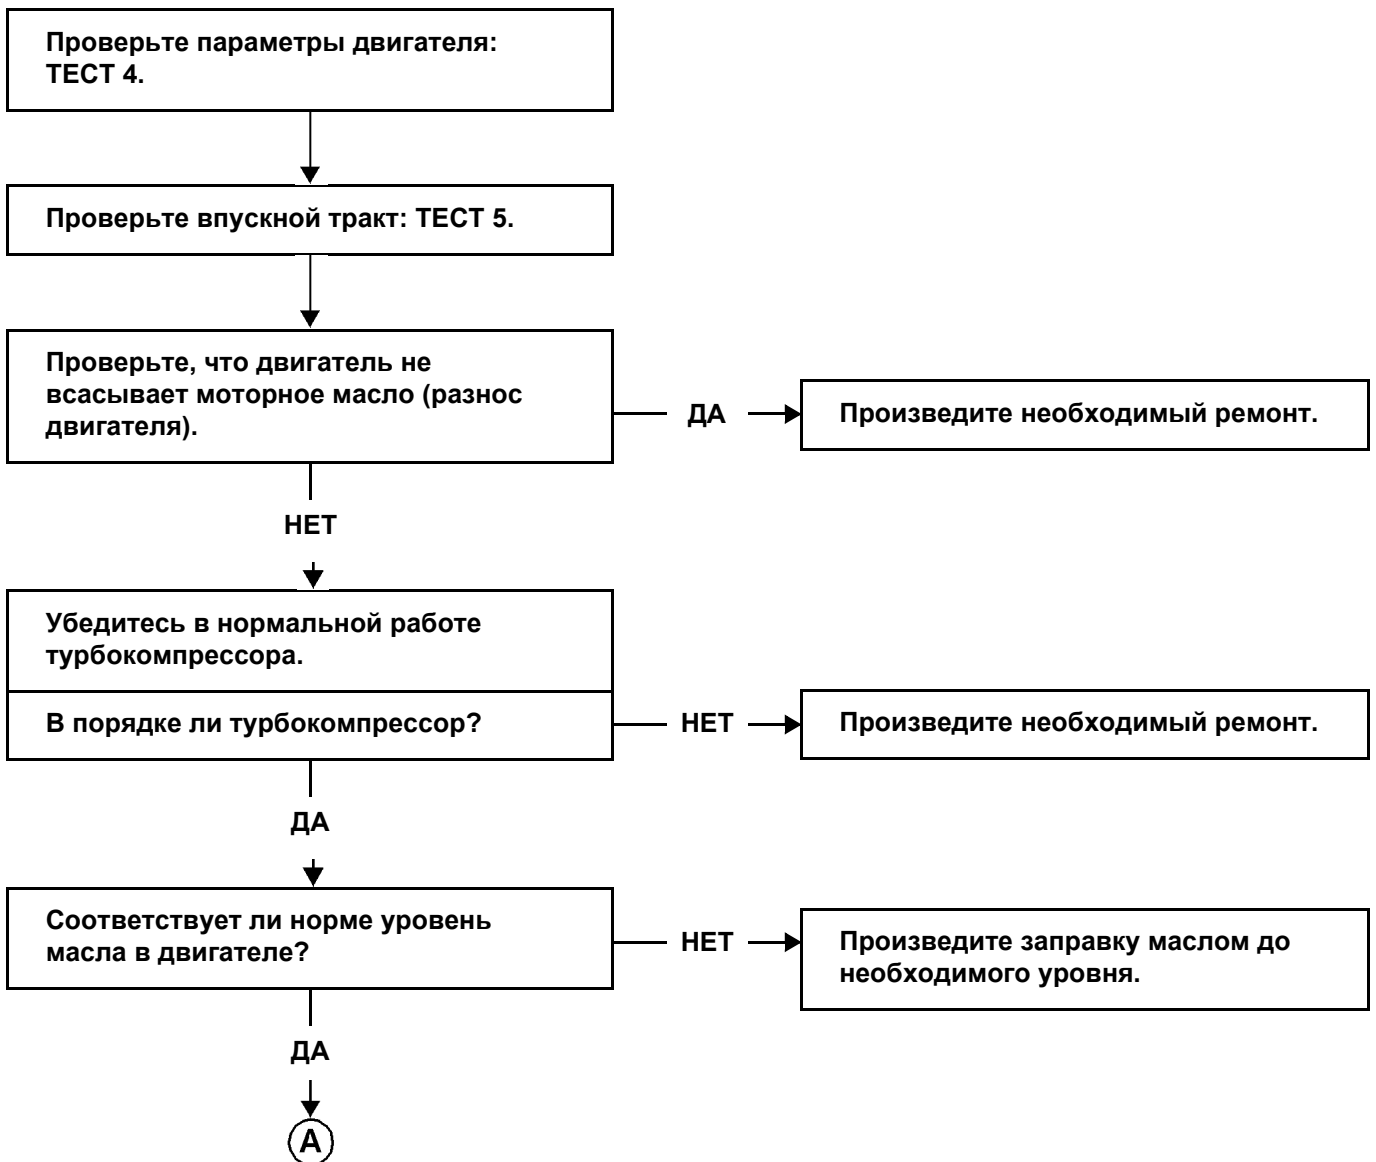 Проверьте параметры двигателя:
ТЕСТ 4.
Проверьте впускной тракт: ТЕСТ 5.
Проверьте, что двигатель не
всасывает моторное масло (разнос
двигателя).
ДА
Произведите необходимый ремонт.
НЕТ
Убедитесь в нормальной работе
турбокомпрессора.
В порядке ли турбокомпрессор?
НЕТ
Произведите необходимый ремонт.
ДА
Соответствует ли норме уровень
масла в двигателе?
НЕТ
Произведите заправку маслом до
необходимого уровня.
ДА
А